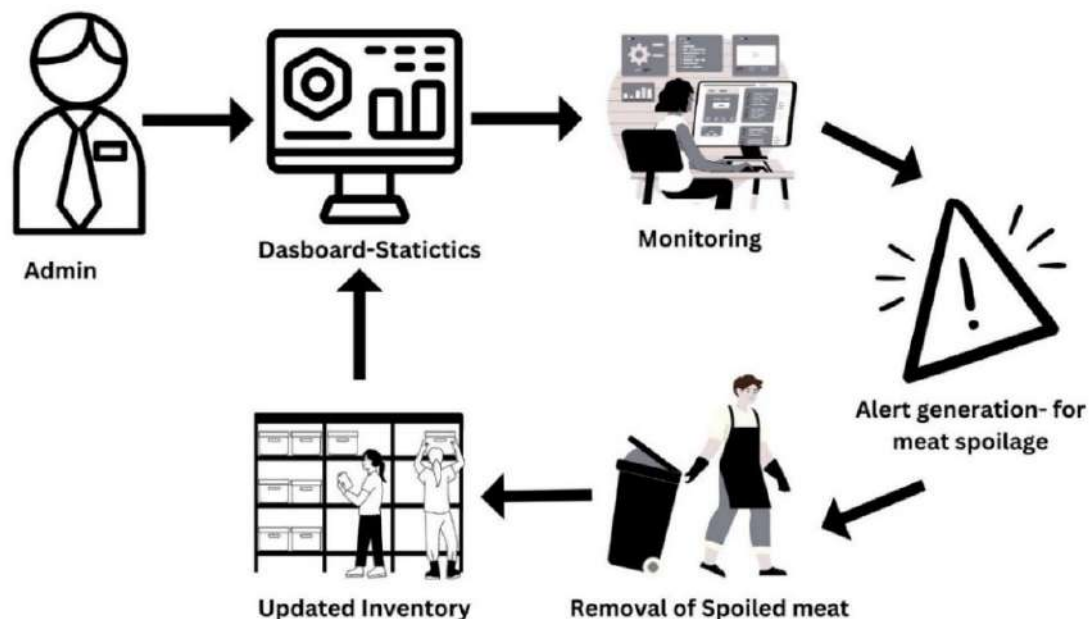 Admin
Dasboard-Statictics
Monitoring
Alert generation- for
meat spoilage
Removal of Spoiled meat
Updated Inventory